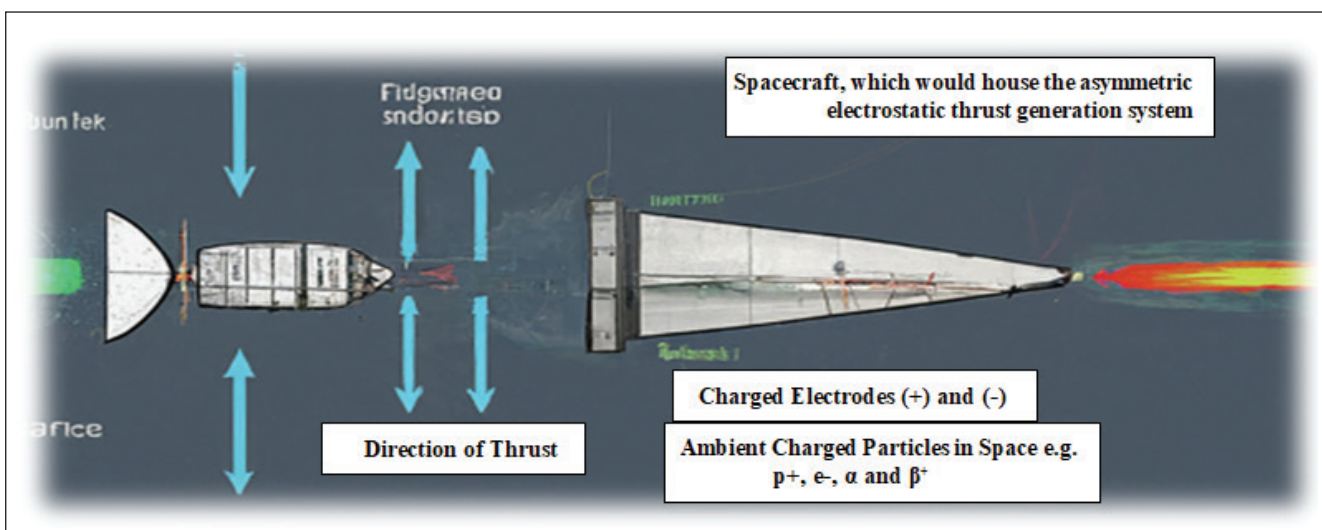 Spacecraft, which would house the asymmetric
electrostatic thrust generation system
Charged Electrodes (+) and (-)
Direction of Thrust
Ambient Charged Particles in Space e.g.
p+, e-, α and β⁺